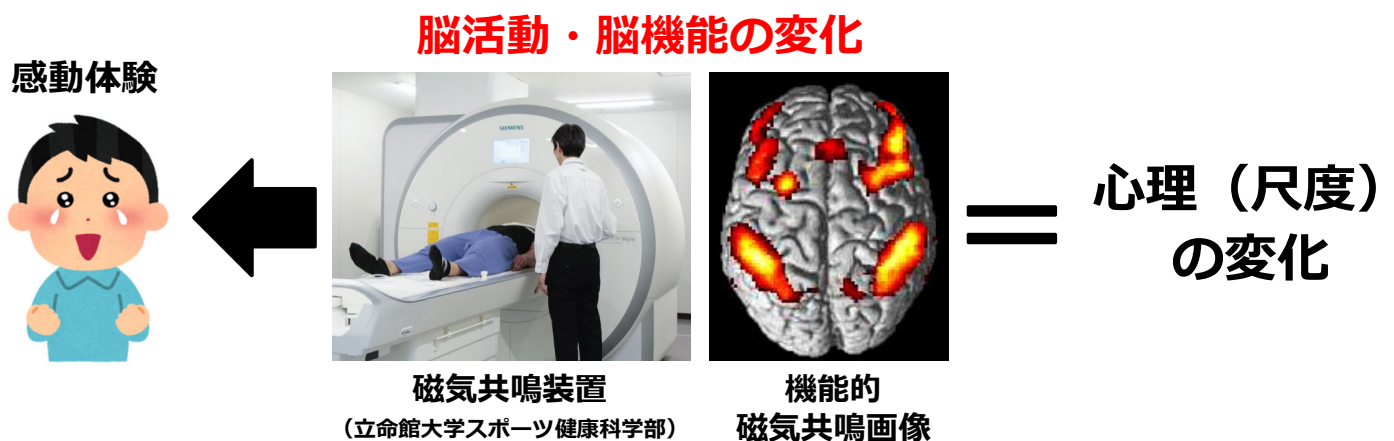 脳活動・脳機能の変化
感動体験
SIEMENS
磁気共鳴装置
（立命館大学スポーツ健康科学部）
機能的
磁気共鳴画像
＝
心理（尺度）
の変化